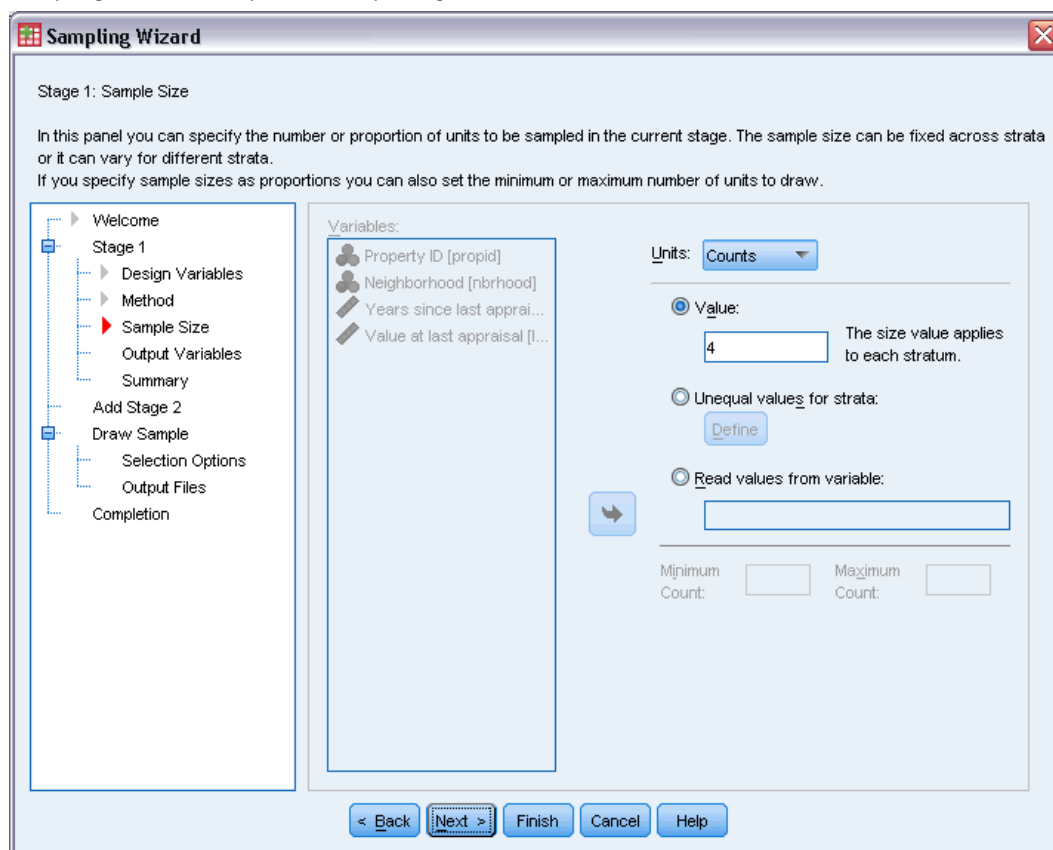 Sampling Wizard
Stage 1: Sample Size
In this panel you can specify the number or proportion of units to be sampled in the current stage. The sample size can be fixed across strata
or it can vary for different strata.
If you specify sample sizes as proportions you can also set the minimum or maximum number of units to draw.
Welcome
Stage 1
Design Variables
Method
Sample Size
Output Variables
Summary
Add Stage 2
Draw Sample
Selection Options
Output Files
Completion
Variables:
Property ID [propid]
Neighborhood [nbrhood]
Years since last apprai...
Value at last appraisal [l...
Units: Counts
Value:
4
The size value applies
to each stratum.
Unequal values for strata:
Define
Read values from variable:
Minimum
Count:
Maximum
Count:
< Back Next > Finish Cancel Help